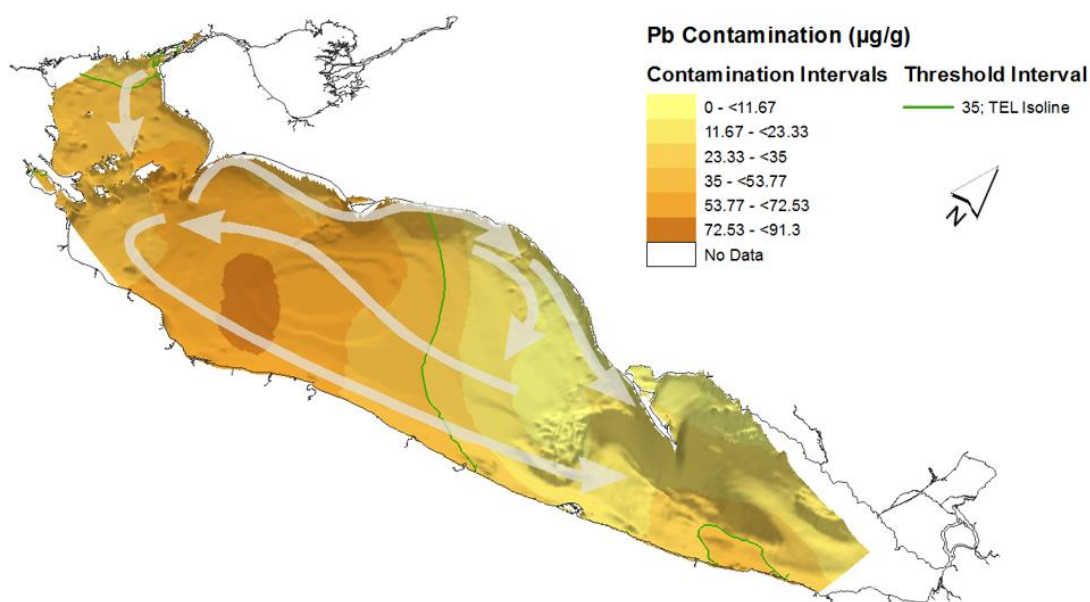 Pb Contamination (µg/g)
Contamination Intervals
0 - <11.67
11.67 - <23.33
23.33 - <35
35 - <53.77
53.77 - <72.53
72.53 - <91.3
No Data
Threshold Interval
35; TEL Isoline
N